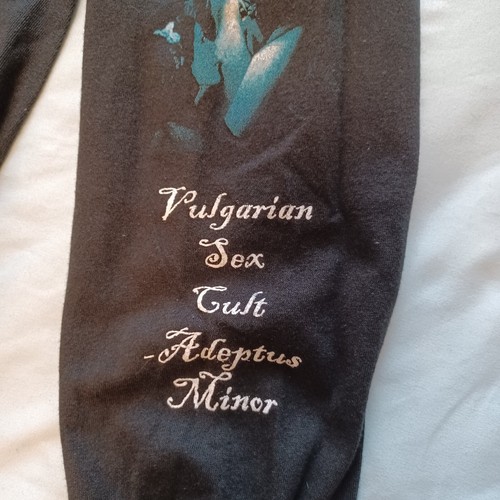 Vulgarian
Sex
Cult
-Adeptus
Minor